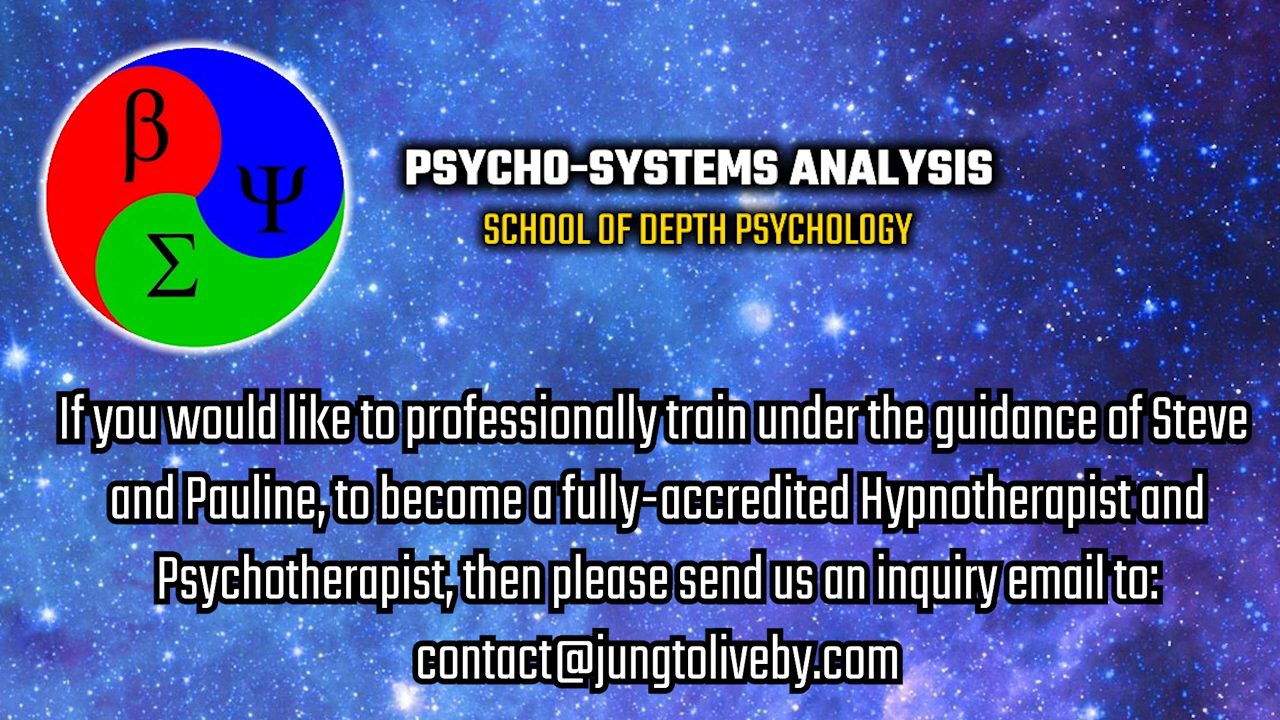 β
Ψ
Σ
PSYCHO-SYSTEMS ANALYSIS
SCHOOL OF DEPTH PSYCHOLOGY
If you would like to professionally train under the guidance of Steve
and Pauline, to become a fully-accredited Hypnotherapist and
Psychotherapist, then please send us an inquiry email to:
contact@jungtoliveby.com